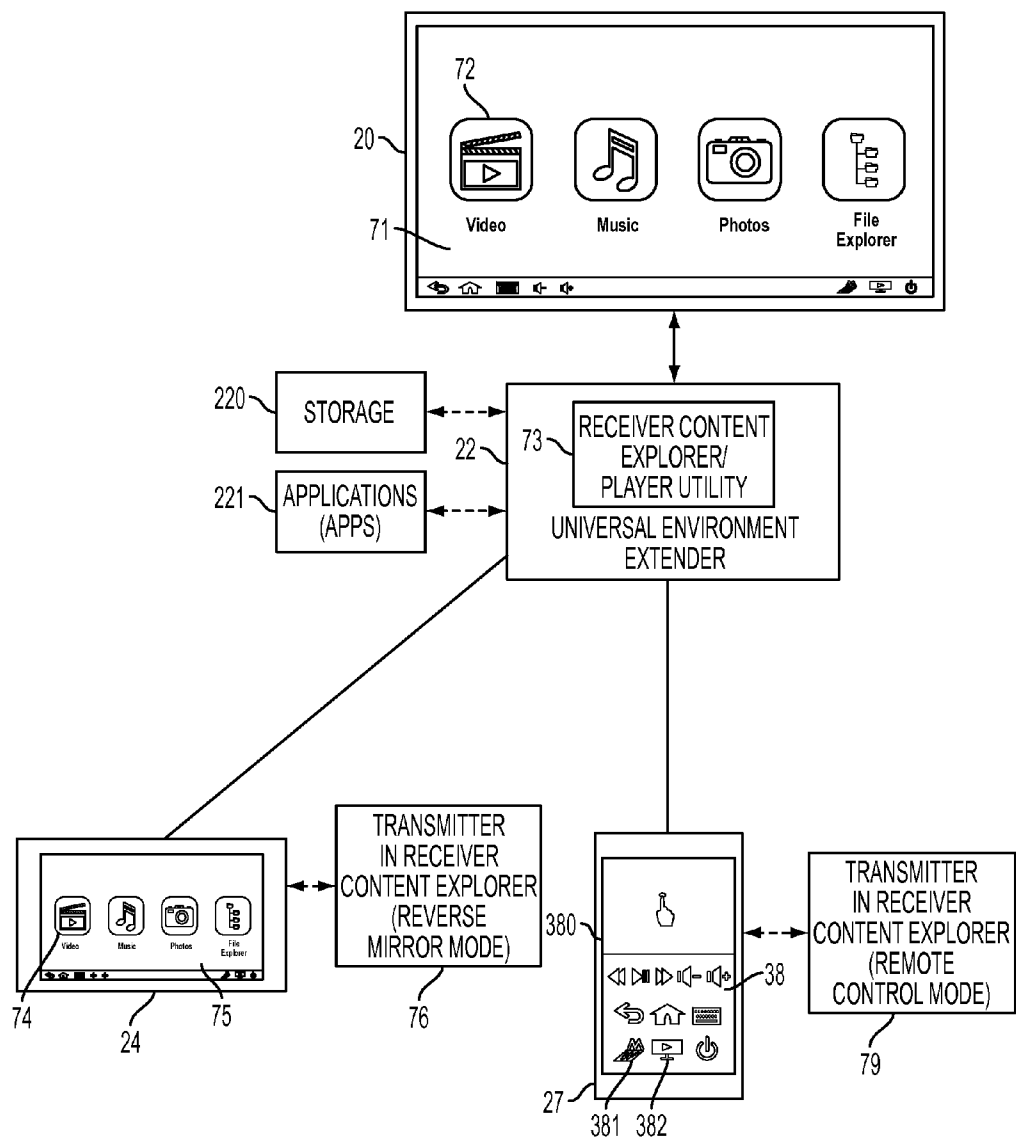 72
20
Video
Music
Photos
File
Explorer
71
220
STORAGE
22
73
RECEIVER CONTENT
EXPLORER/
PLAYER UTILITY
221
APPLICATIONS
(APPS)
UNIVERSAL ENVIRONMENT
EXTENDER
Video
Music
Photos
File
Explorer
74
24
75
TRANSMITTER
IN RECEIVER
CONTENT EXPLORER
(REVERSE
MIRROR MODE)
76
380
38
27
381
382
TRANSMITTER
IN RECEIVER
CONTENT EXPLORER
(REMOTE
CONTROL MODE)
79